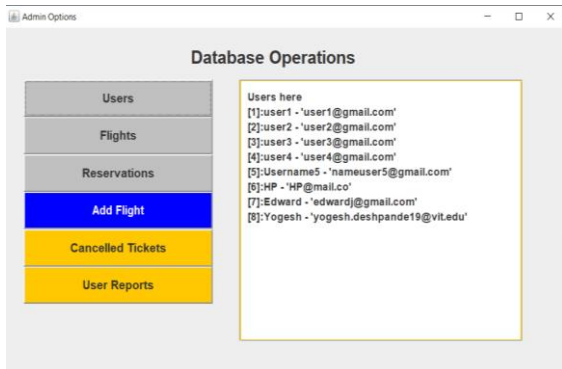 Admin Options
Database Operations
Users
Flights
Reservations
Add Flight
Cancelled Tickets
User Reports
Users here
[1]:user1 - 'user1@gmail.com'
[2]:user2 - 'user2@gmail.com'
[3]:user3 - 'user3@gmail.com'
[4]:user4 - 'user4@gmail.com'
[5]:Username5 - 'nameuser5@gmail.com'
[6]:HP - 'HP@mail.co'
[7]:Edward - 'edwardj@gmail.com'
[8]:Yogesh - 'yogesh.deshpande19@vit.edu'